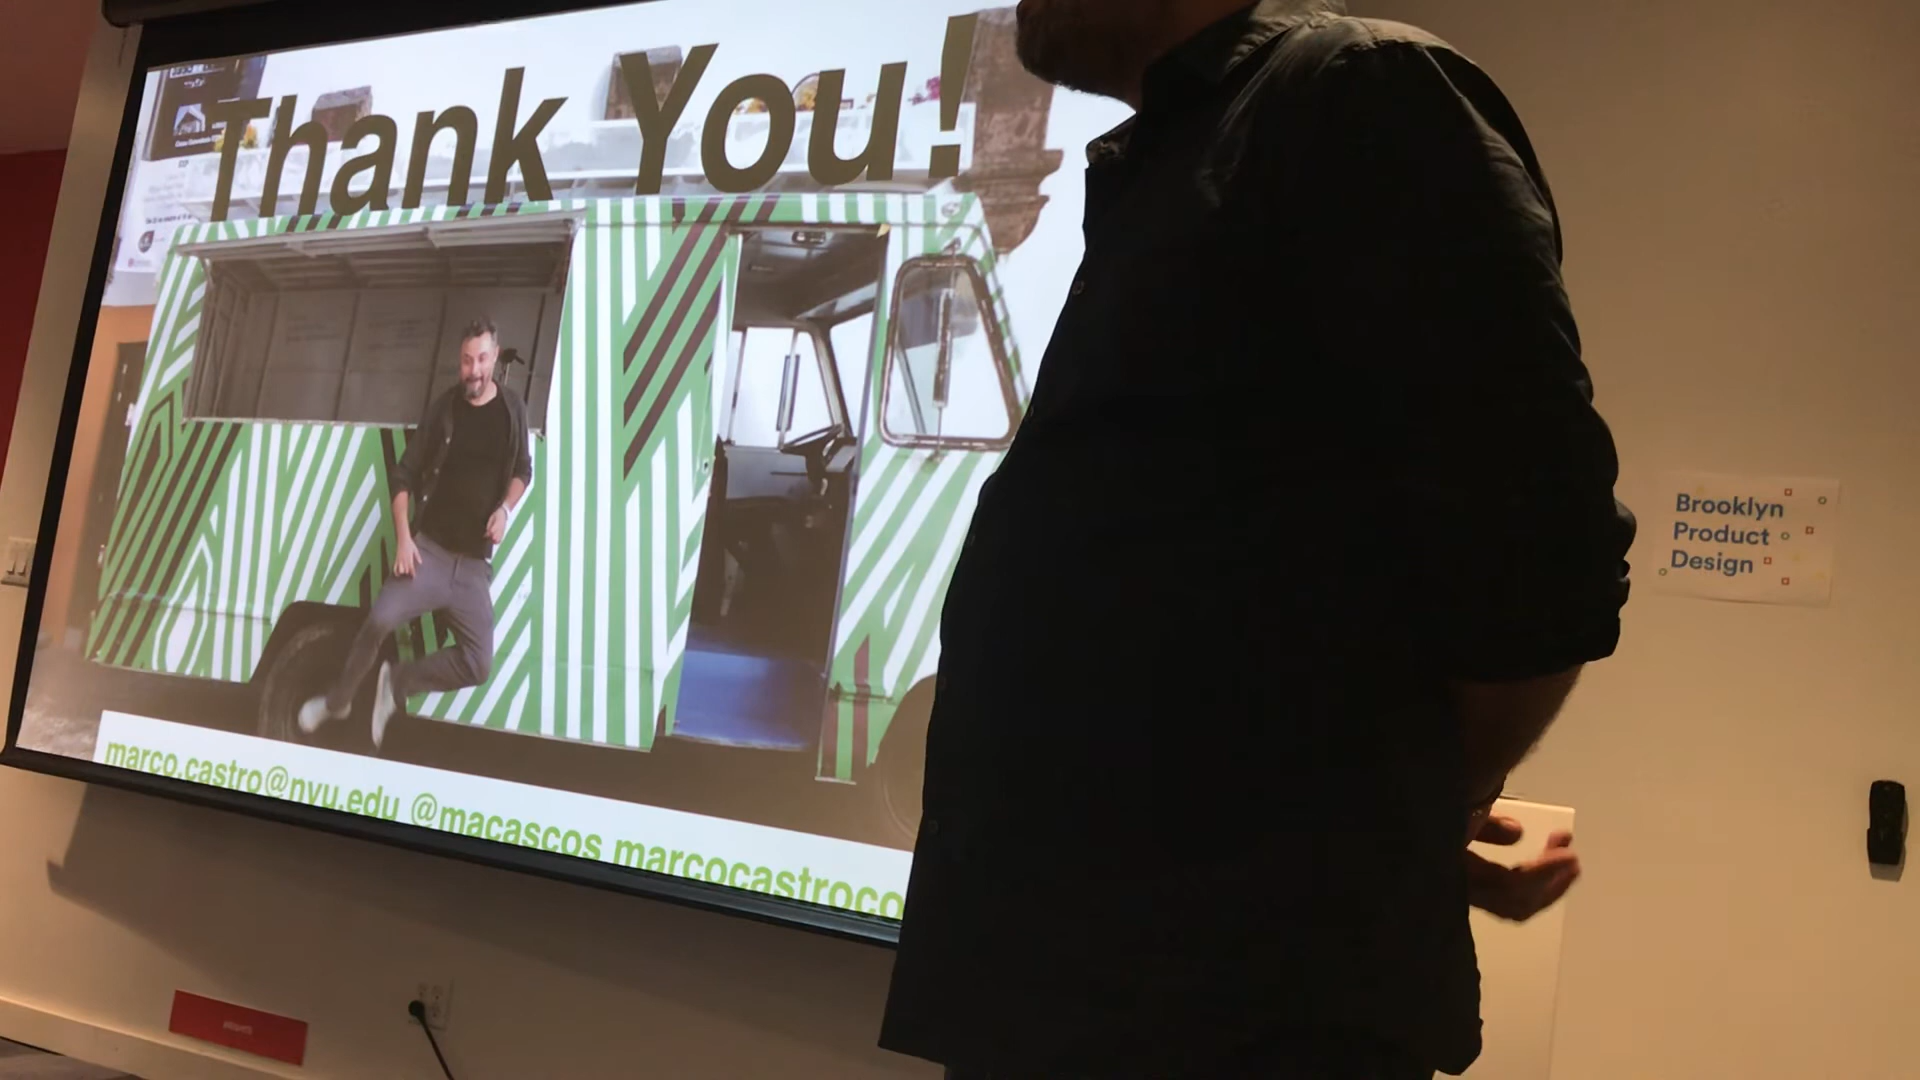 Thank You!
marco.castro@nyu.edu @macascos marcocastroco
Brooklyn
Product
Design